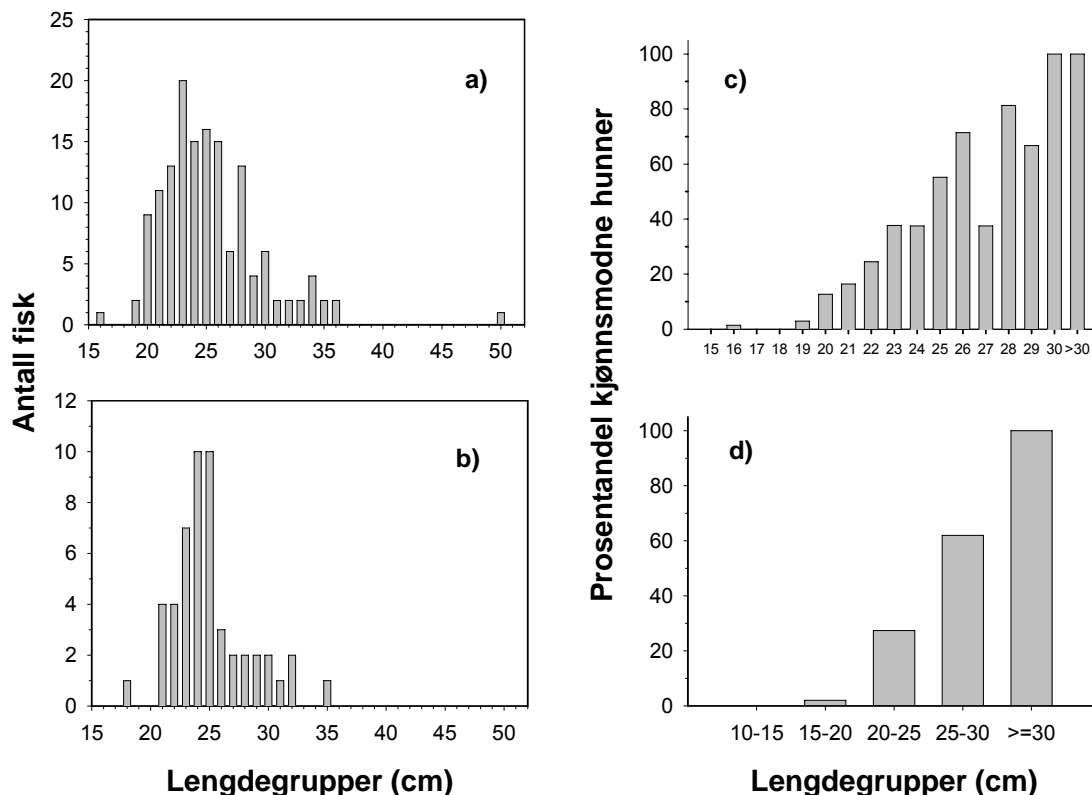 25
20
15
10
5
0
a)
15 20 25 30 35 40 45 50
Antall fisk
12
10
8
6
4
2
0
b)
15 20 25 30 35 40 45 50
Lengdegrupper (cm)
100
80
60
40
20
0
c)
15 16 17 18 19 20 21 22 23 24 25 26 27 28 29 30 >30
Prosentandel kjønnsmodne hunner
100
80
60
40
20
0
d)
10-15 15-20 20-25 25-30 >=30
Lengdegrupper (cm)